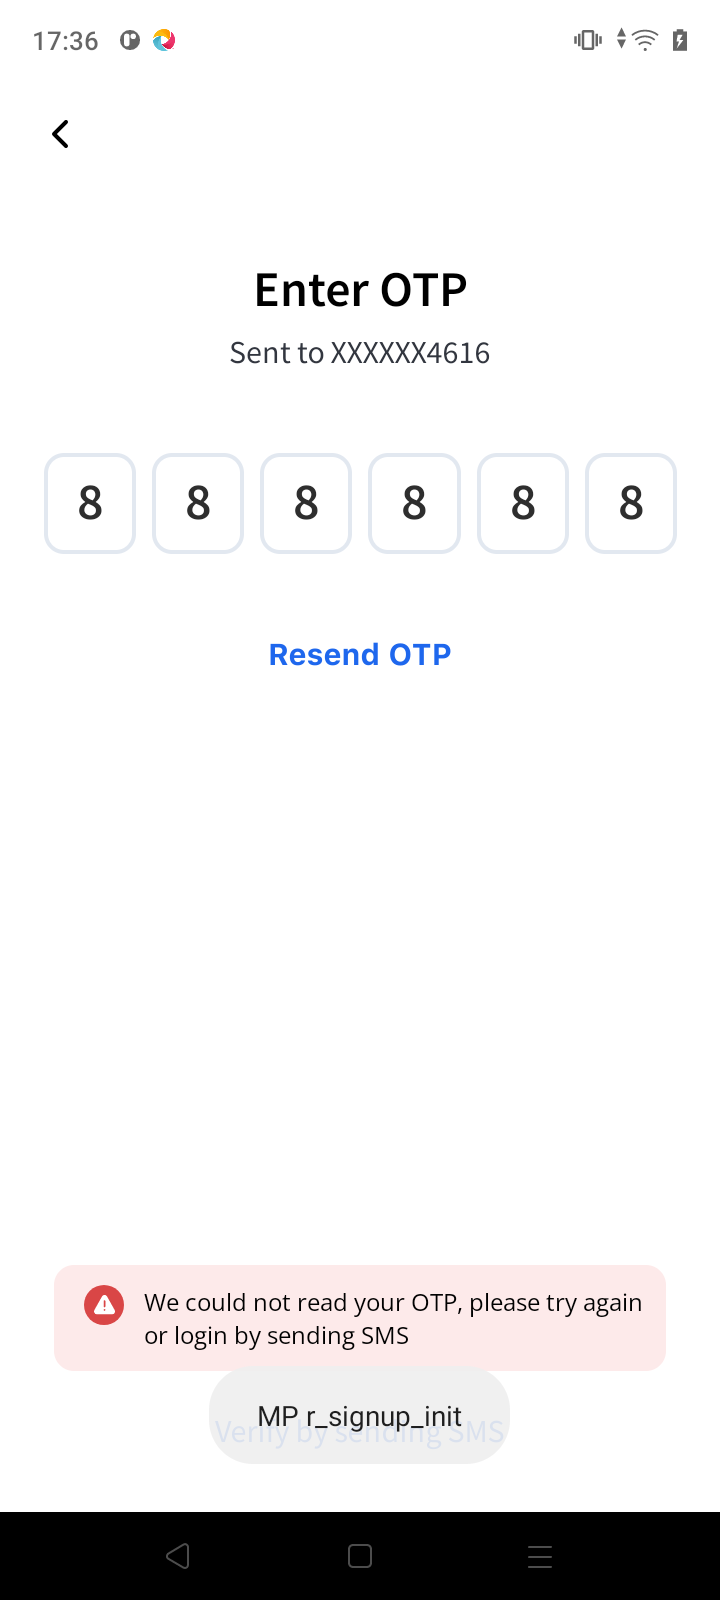 17:36
Enter OTP
Sent to XXXXXX4616
8 8 8 8 8 8
Resend OTP
We could not read your OTP, please try again
or login by sending SMS
MP r_signup_init
Verify by sending SMS